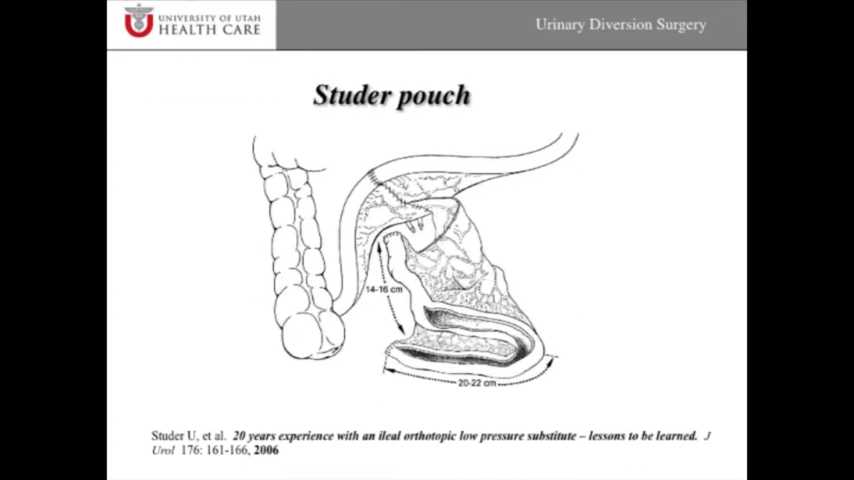 UNIVERSITY OF UTAH
HEALTH CARE
Urinary Diversion Surgery
Studer pouch
14-16 cm
20-22 cm
Studer U, et al. 20 years experience with an ileal orthotopic low pressure substitute – lessons to be learned. J
Urol 176: 161-166, 2006